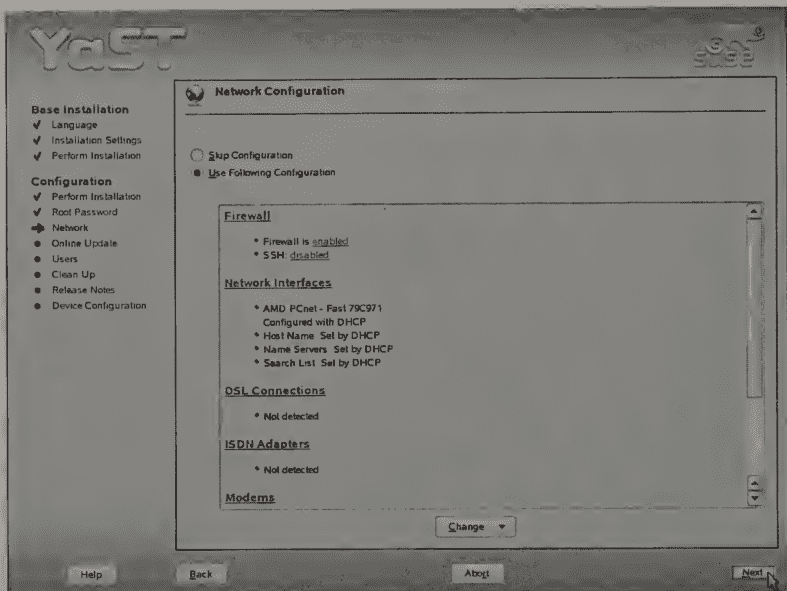 YaST
suse
Network Configuration
Base Installation
Language
Installation Settings
Perform Installation
Configuration
Perform Installation
Root Password
Network
Online Update
Users
Clean Up
Release Notes
Device Configuration
Skip Configuration
Use Following Configuration
Firewall
Firewall is enabled
SSH: disabled
Network Interfaces
AMD PCnet - Fast 79C971
Configured with DHCP
Host Name Set by DHCP
Name Servers Set by DHCP
Search List Set by DHCP
DSL Connections
Not detected
ISDN Adapters
Not detected
Modems
Change
Help
Back
Abort
Next